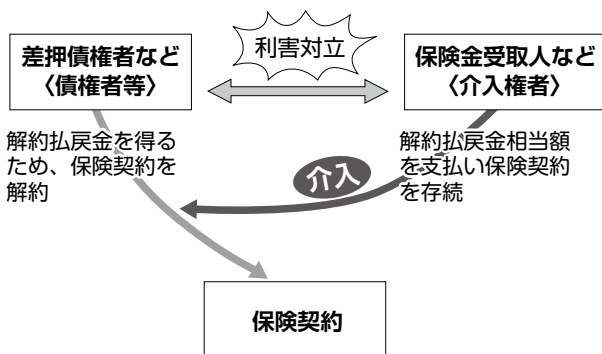 差押債権者など
〈債権者等〉
利害対立
保険金受取人など
〈介入権者〉
解約払戻金を得る
ため、保険契約を
解約
解約払戻金相当額
を支払い保険契約
を存続
介入
保険契約